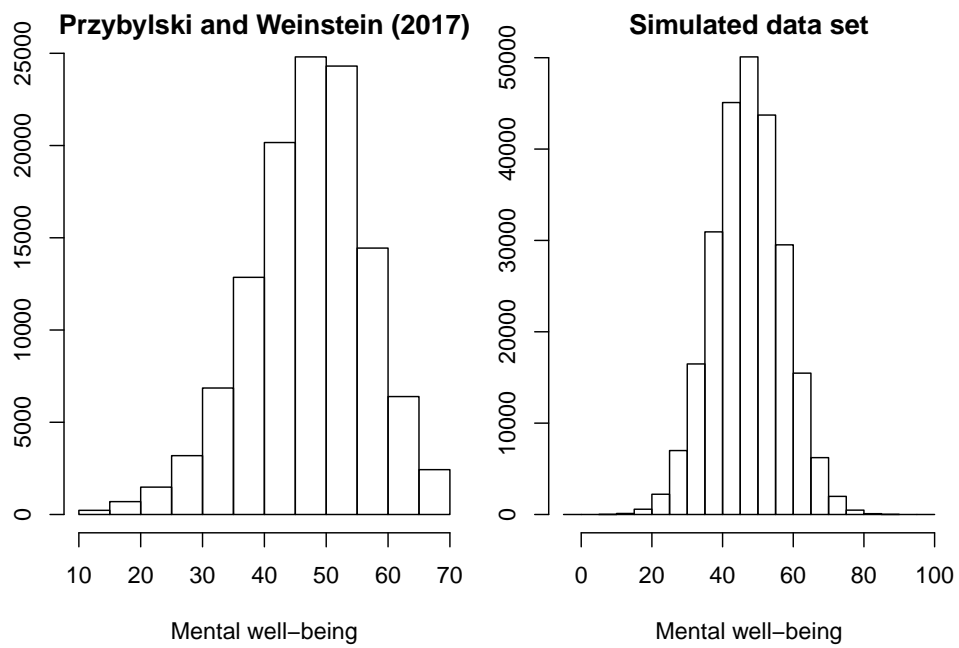 Przybylski and Weinstein (2017)
25000
20000
15000
10000
5000
0
10 20 30 40 50 60 70
Mental well−being
Simulated data set
50000
40000
30000
20000
10000
0
0 20 40 60 80 100
Mental well−being